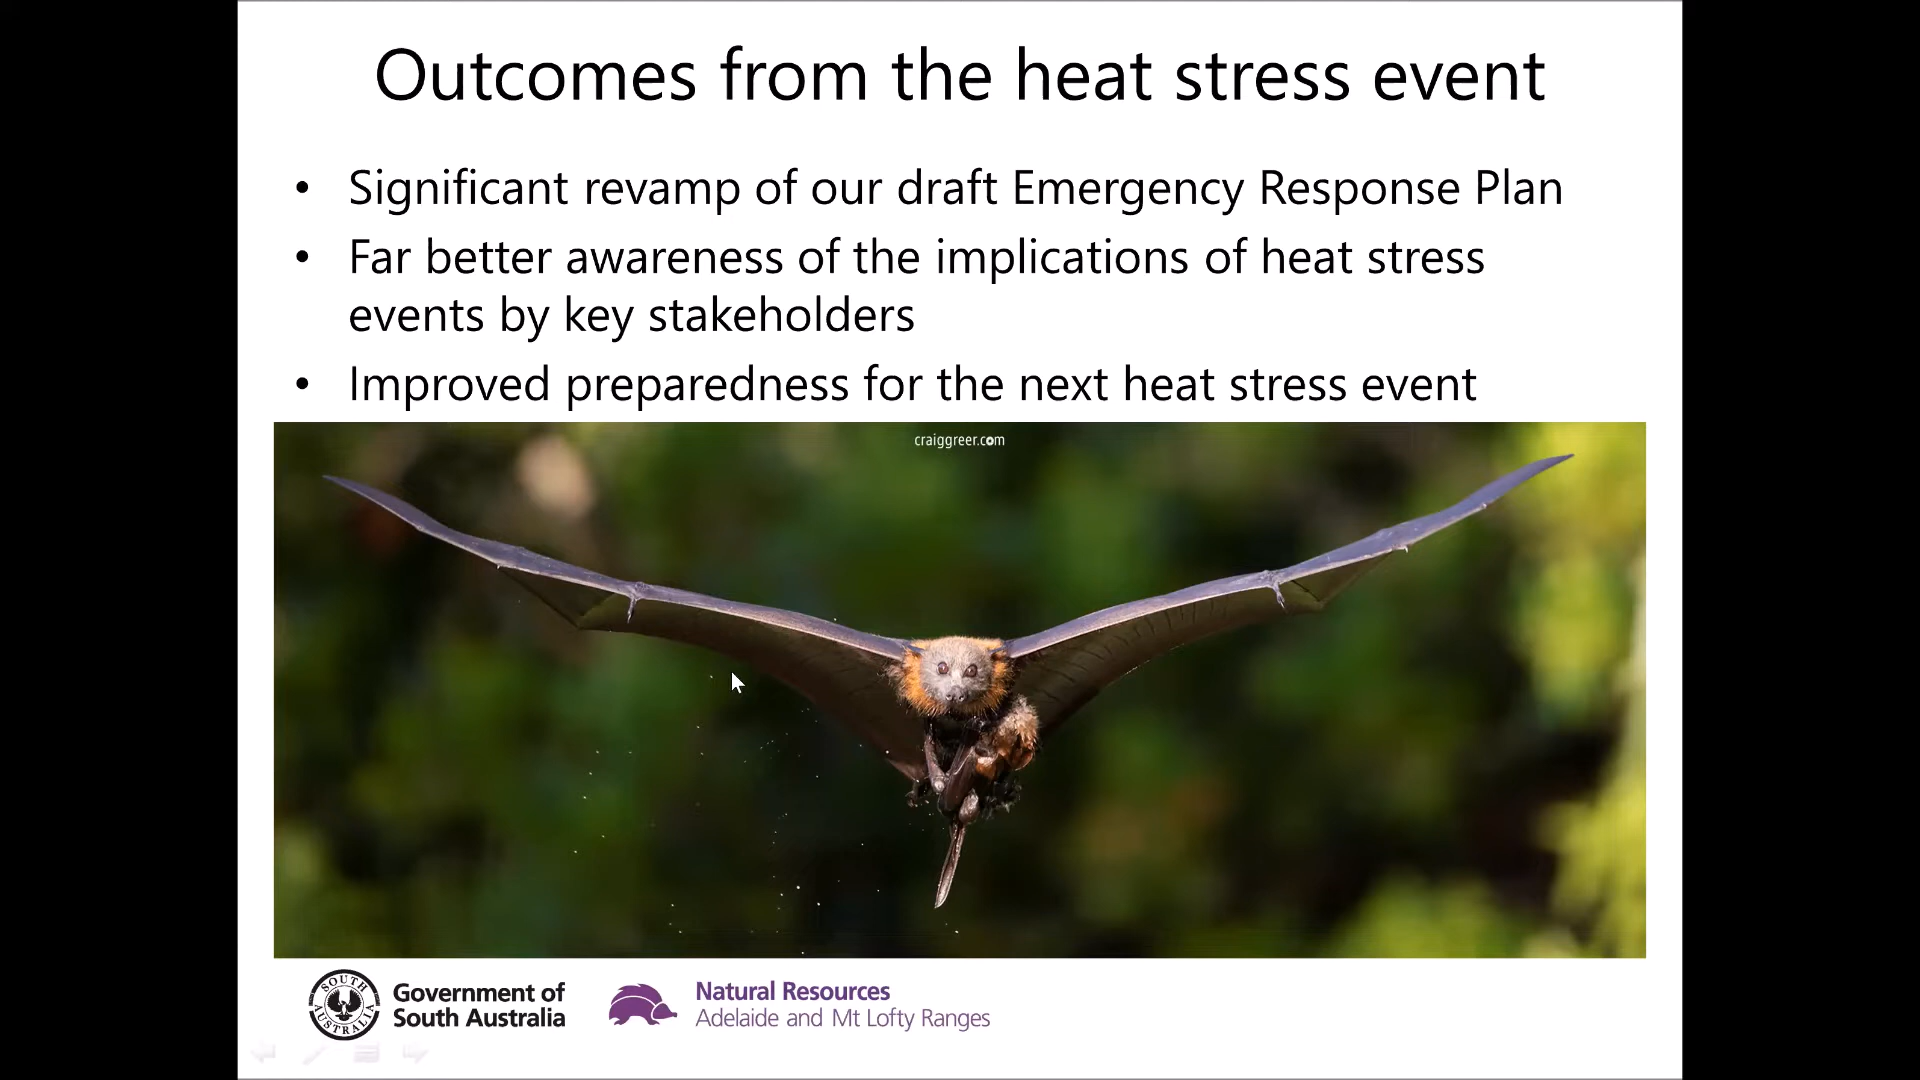 Outcomes from the heat stress event
• Significant revamp of our draft Emergency Response Plan
• Far better awareness of the implications of heat stress
events by key stakeholders
• Improved preparedness for the next heat stress event
craiggreer.com
SOUTH AUSTRALIA
Government of
South Australia
Natural Resources
Adelaide and Mt Lofty Ranges